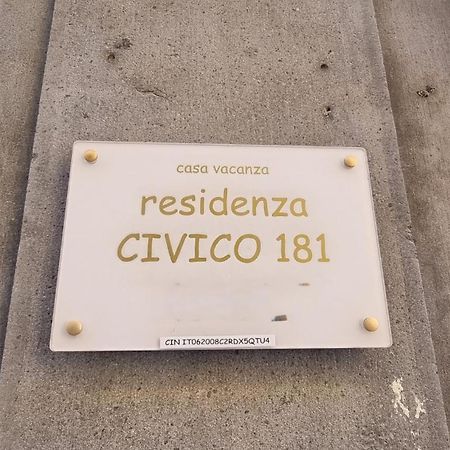 casa vacanza
residenza
CIVICO 181
CIN IT062008C2RDX5QTU4